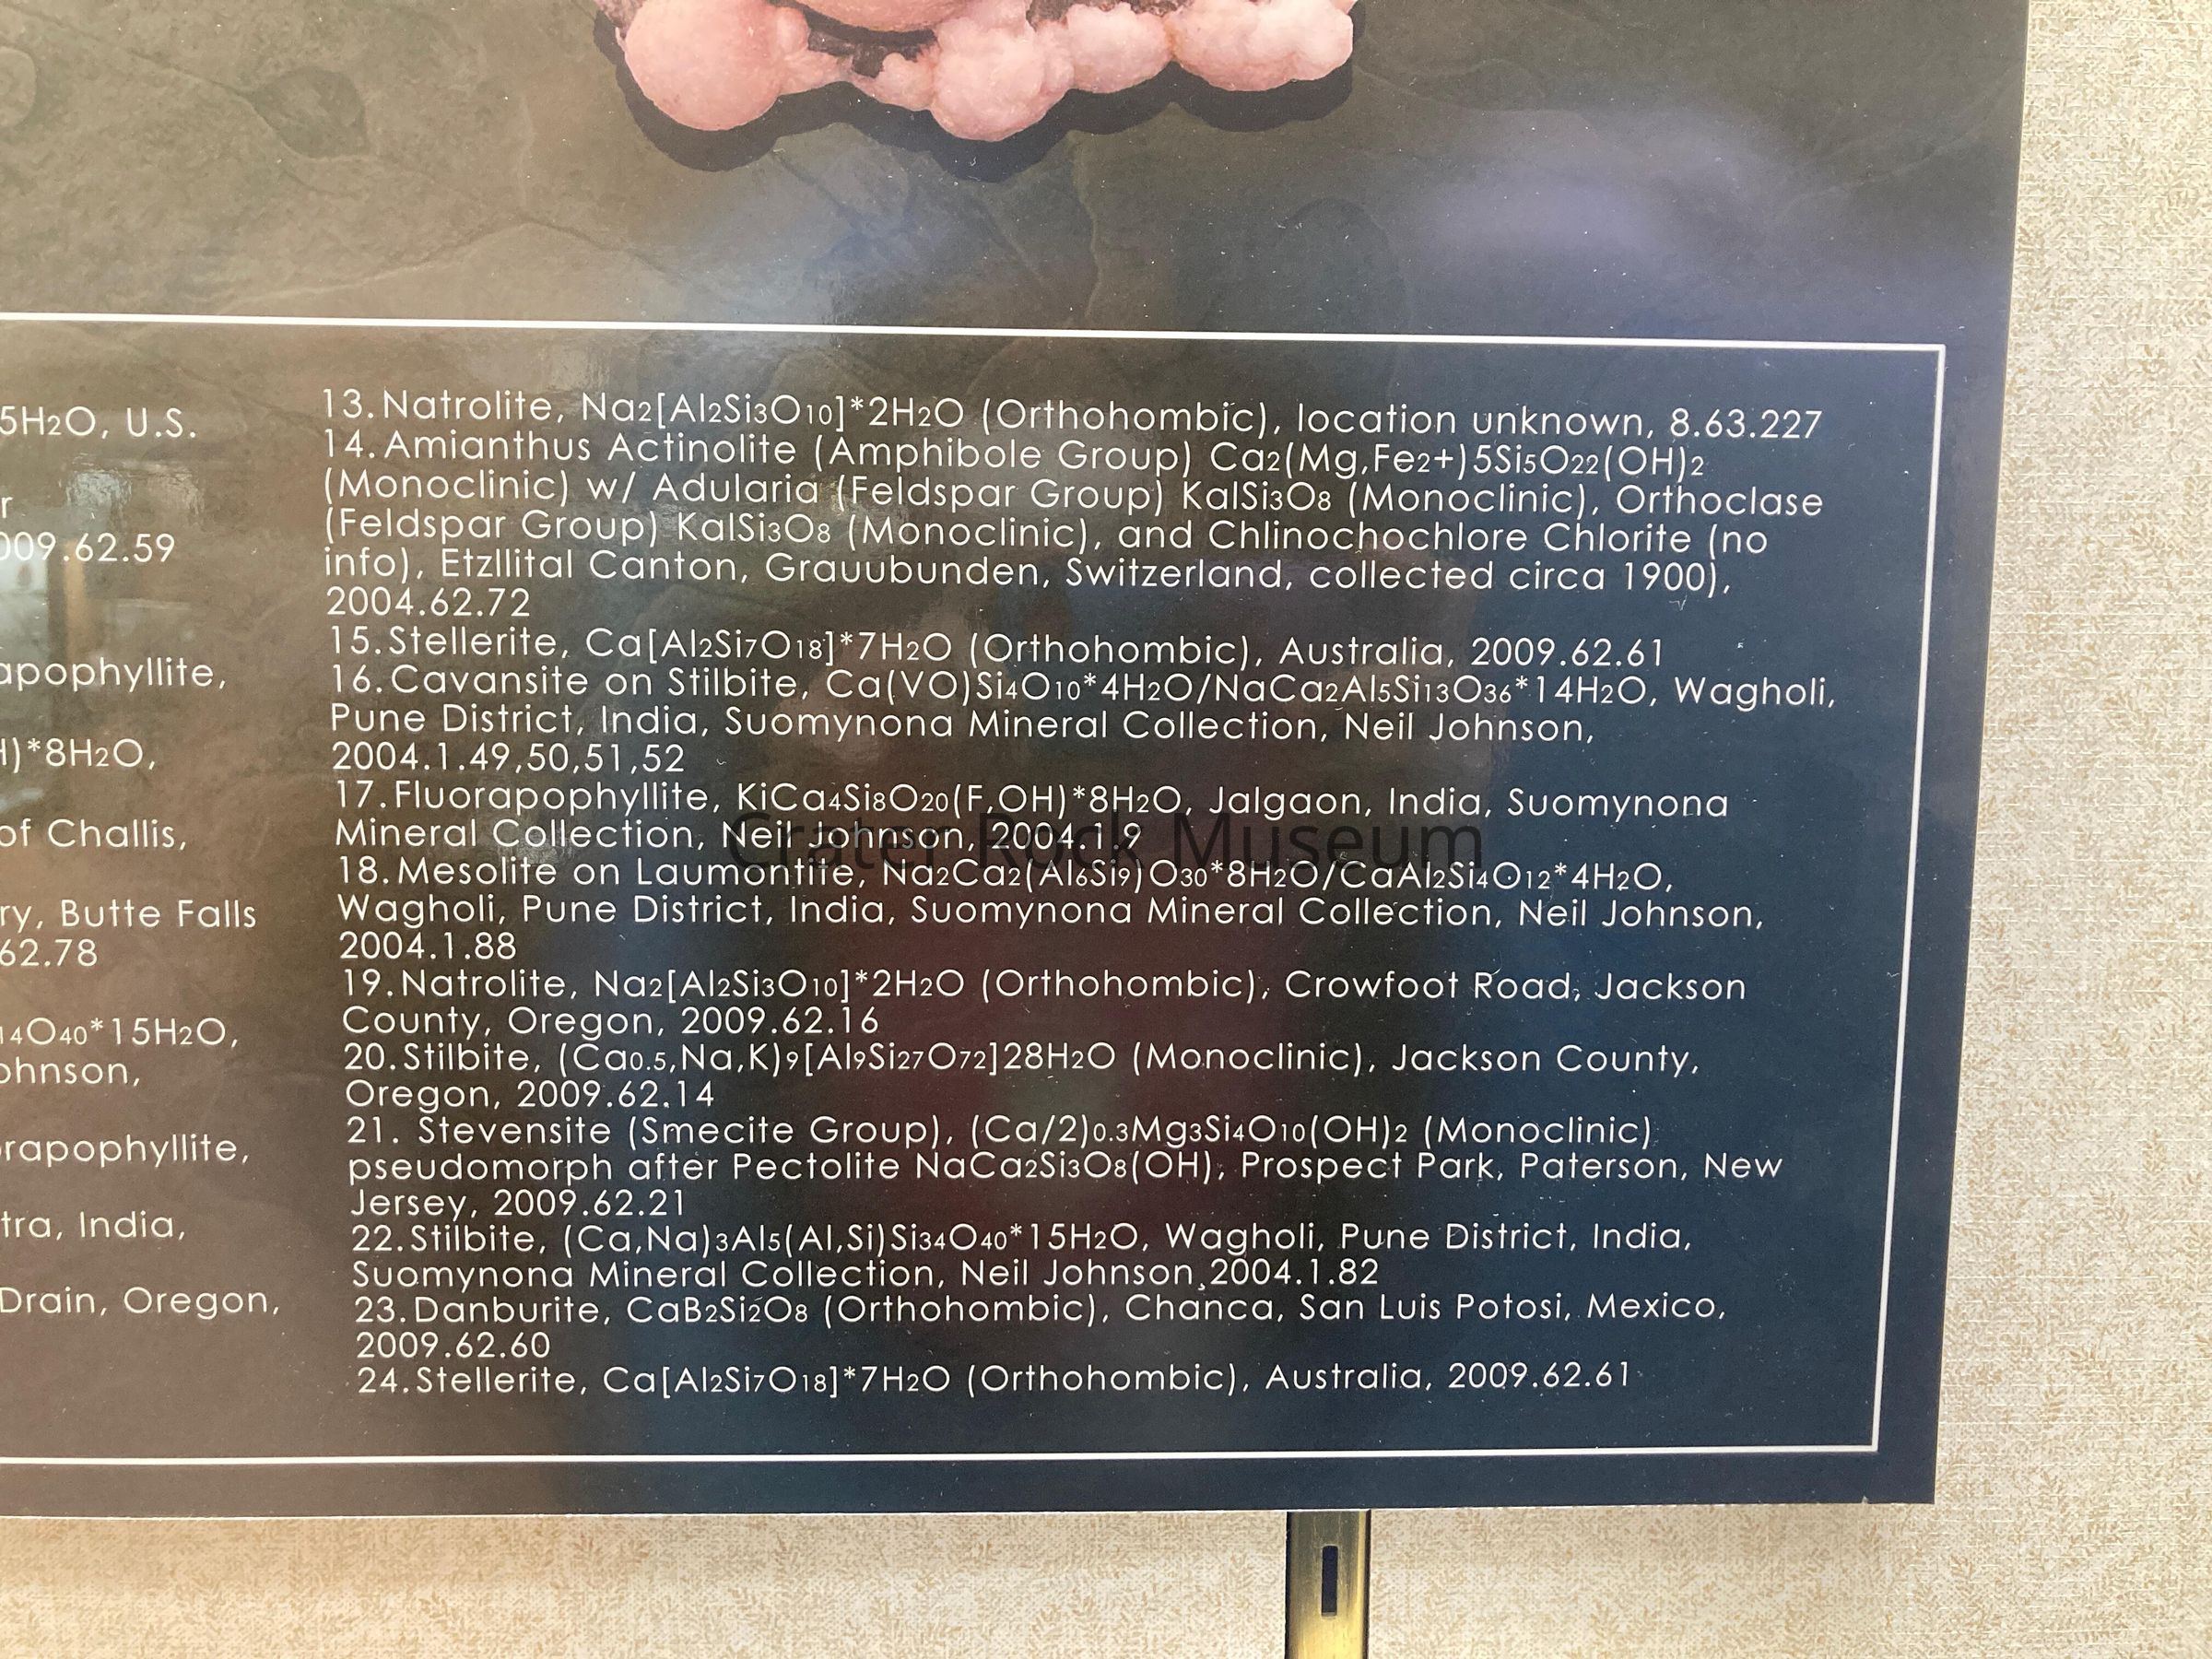 5H2O, U.S.
r
009.62.59
apophyllite,
H)*8H2O,
of Challis,
ry, Butte Falls
62.78
14O40*15H2O,
ohnson,
orapophyllite,
tra, India,
Drain, Oregon,
13. Natrolite, Na2[Al2Si3O10]*2H2O (Orthohombic), location unknown, 8.63.227
14. Amianthus Actinolite (Amphibole Group) Ca2(Mg,Fe2+)5Si5O22(OH)2
(Monoclinic) w/ Adularia (Feldspar Group) KalSi3O8 (Monoclinic), Orthoclase
(Feldspar Group) KalSi3O8 (Monoclinic), and Chlinochochlore Chlorite (no
info), Etzllital Canton, Grauubunden, Switzerland, collected circa 1900),
2004.62.72
15. Stellerite, Ca[Al2Si7O18]*7H2O (Orthohombic), Australia, 2009.62.61
16. Cavansite on Stilbite, Ca(VO)Si4O10*4H2O/NaCa2Al5Si13O36*14H2O, Wagholi,
Pune District, India, Suomynona Mineral Collection, Neil Johnson,
2004.1.49,50,51,52
17. Fluorapophyllite, KiCa4Si8O20(F,OH)*8H2O, Jalgaon, India, Suomynona
Mineral Collection, Neil Johnson, 2004.1.9
Crater Rock Museum
18. Mesolite on Laumontite, Na2Ca2(Al6Si9)O30*8H2O/CaAl2Si4O12*4H2O,
Wagholi, Pune District, India, Suomynona Mineral Collection, Neil Johnson,
2004.1.88
19. Natrolite, Na2[Al2Si3O10]*2H2O (Orthohombic), Crowfoot Road, Jackson
County, Oregon, 2009.62.16
20. Stilbite, (Ca0.5,Na,K)9[Al9Si27O72]28H2O (Monoclinic), Jackson County,
Oregon, 2009.62.14
21. Stevensite (Smecite Group), (Ca/2)0.3Mg3Si4O10(OH)2 (Monoclinic)
pseudomorph after Pectolite NaCa2Si3O8(OH), Prospect Park, Paterson, New
Jersey, 2009.62.21
22. Stilbite, (Ca,Na)3Al5(Al,Si)Si34O40*15H2O, Wagholi, Pune District, India,
Suomynona Mineral Collection, Neil Johnson,2004.1.82
23. Danburite, CaB2Si2O8 (Orthohombic), Chanca, San Luis Potosi, Mexico,
2009.62.60
24. Stellerite, Ca[Al2Si7O18]*7H2O (Orthohombic), Australia, 2009.62.61